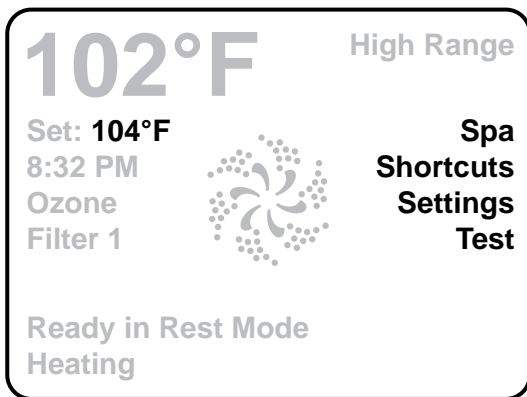 102°F
High Range
Set: 104°F
8:32 PM
Ozone
Filter 1
Spa
Shortcuts
Settings
Test
Ready in Rest Mode
Heating